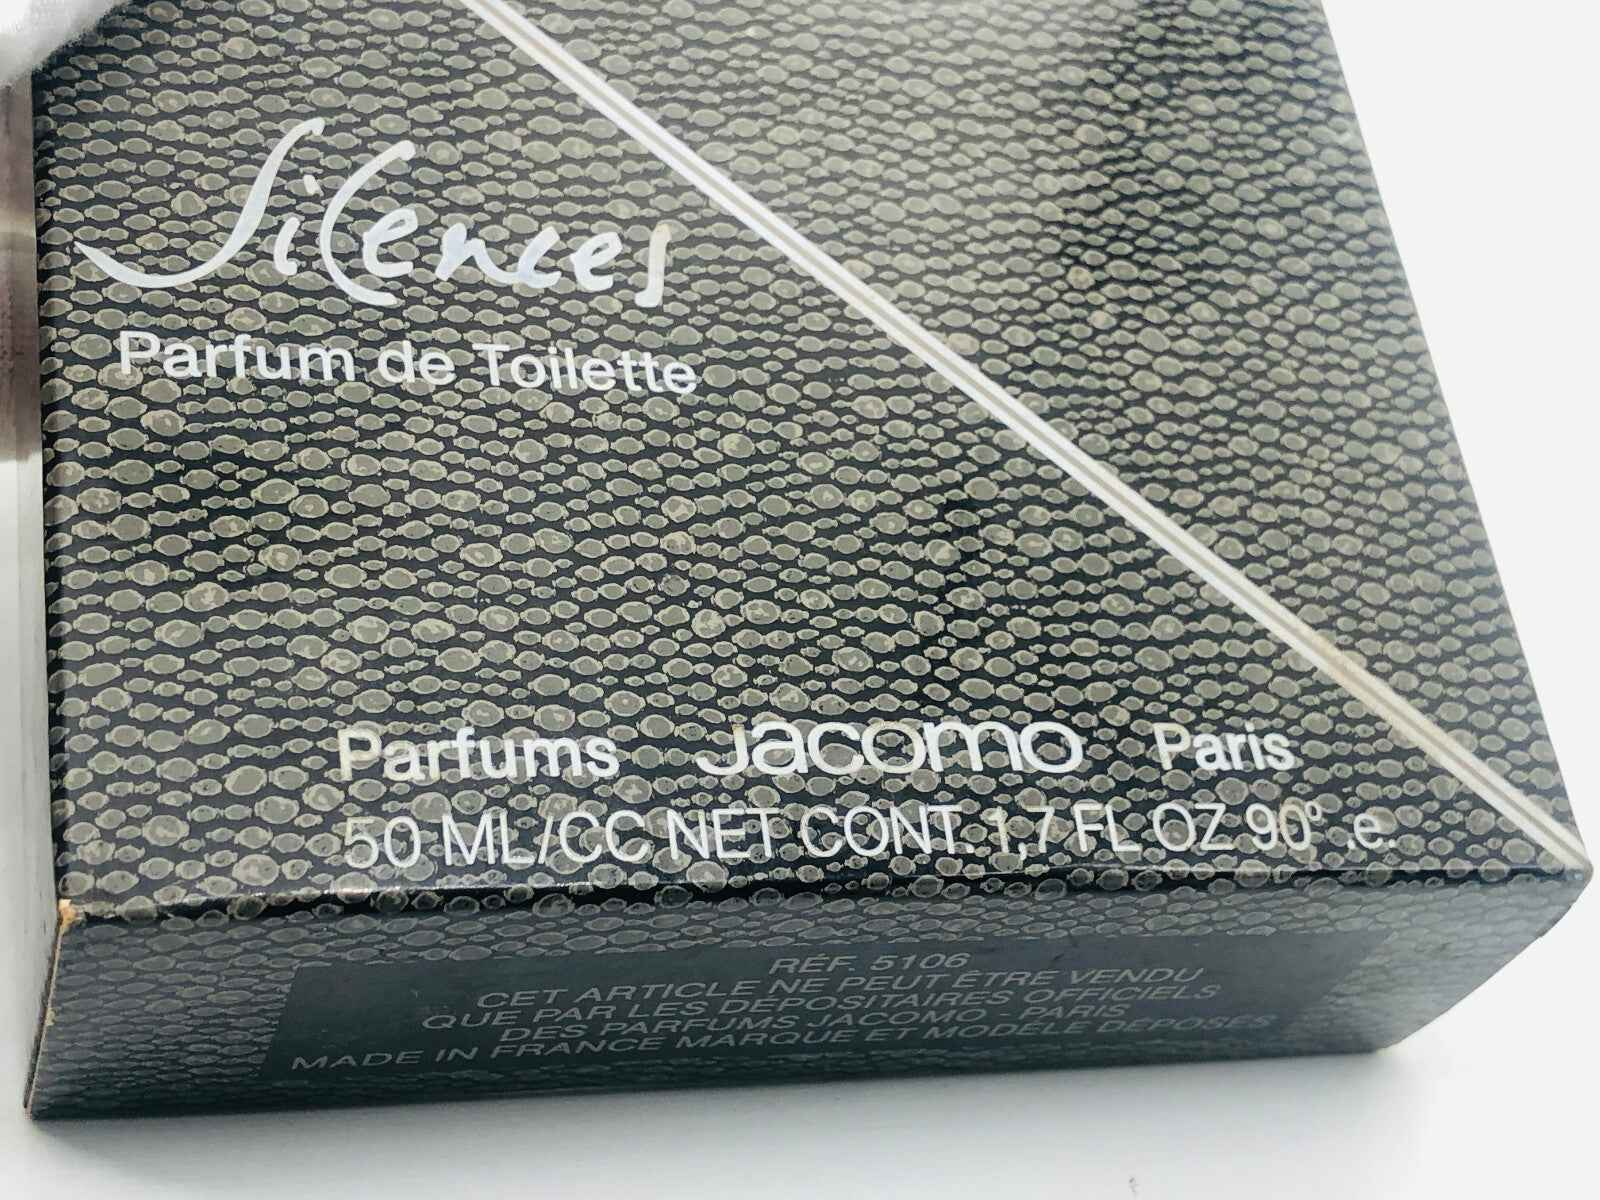 Silences
Parfum de Toilette
Parfums Jacomo Paris
50 ML/CC NET CONT. 1,7 FL OZ 90° .e.
RÉF. 5106
CET ARTICLE NE PEUT ÊTRE VENDU
QUE PAR LES DÉPOSITAIRES OFFICIELS
DES PARFUMS JACOMO - PARIS
MADE IN FRANCE MARQUE ET MODÈLE DÉPOSÉS